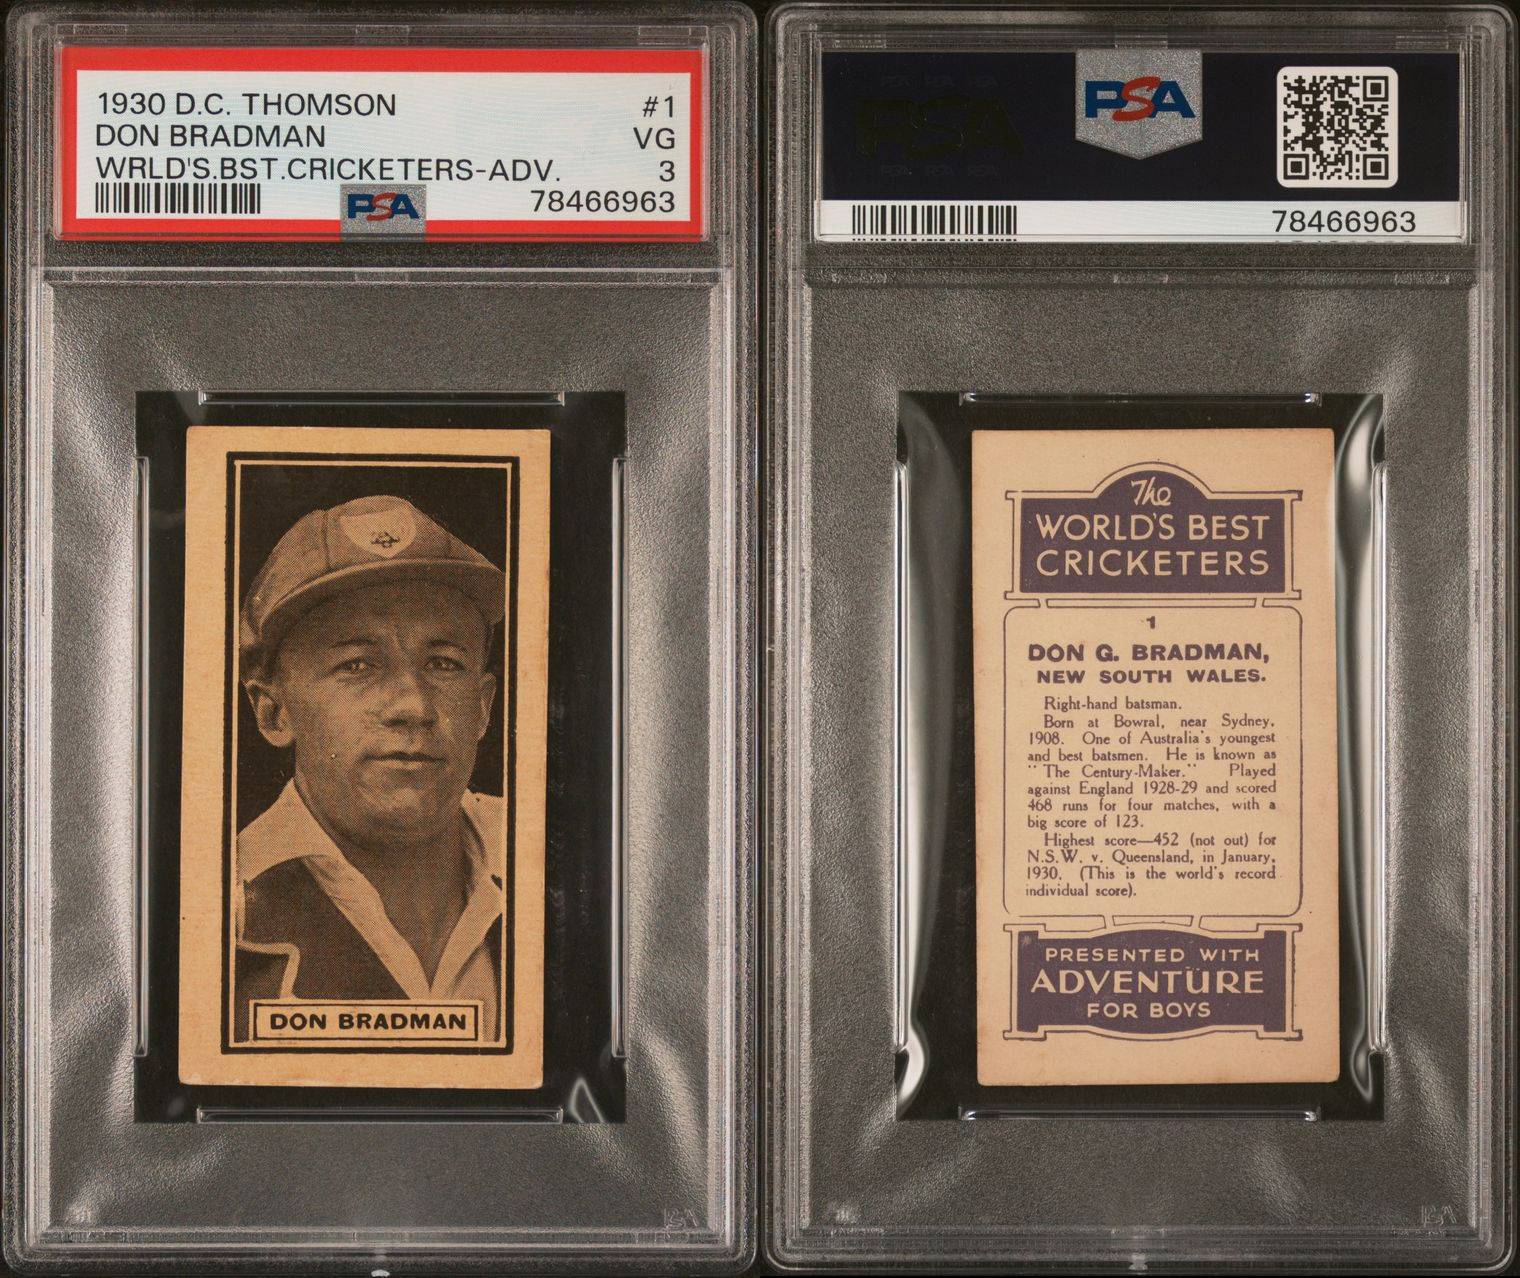 1930 D.C. THOMSON #1
DON BRADMAN VG
WRLD'S.BST.CRICKETERS-ADV. 3
PSA 78466963
DON BRADMAN
PSA
PSA
78466963
The
WORLD'S BEST
CRICKETERS
1
DON G. BRADMAN,
NEW SOUTH WALES.
Right-hand batsman.
Born at Bowral, near Sydney,
1908. One of Australia's youngest
and best batsmen. He is known as
"The Century-Maker." Played
against England 1928-29 and scored
468 runs for four matches, with a
big score of 123.
Highest score—452 (not out) for
N.S.W. v. Queensland, in January,
1930. (This is the world's record
individual score).
PRESENTED WITH
ADVENTURE
FOR BOYS